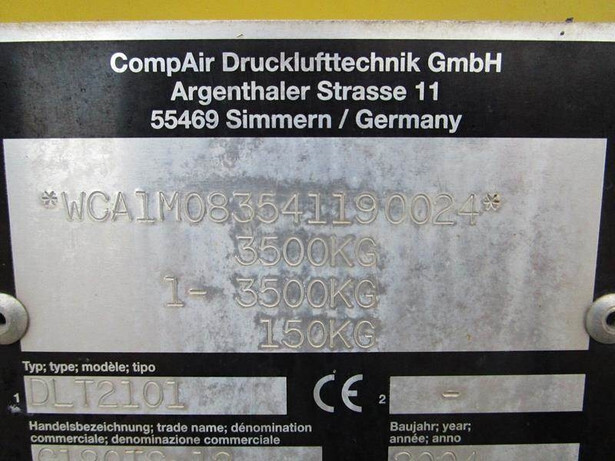 CompAir Drucklufttechnik GmbH
Argenthaler Strasse 11
55469 Simmern / Germany
*WCA1M083541190024*
3500KG
1- 3500KG
150KG
Typ; type; modèle; tipo
1 DLT2101 CE 2 -
Handelsbezeichnung; trade name; dénomination
commerciale; denominazione commerciale
Baujahr; year;
année; anno